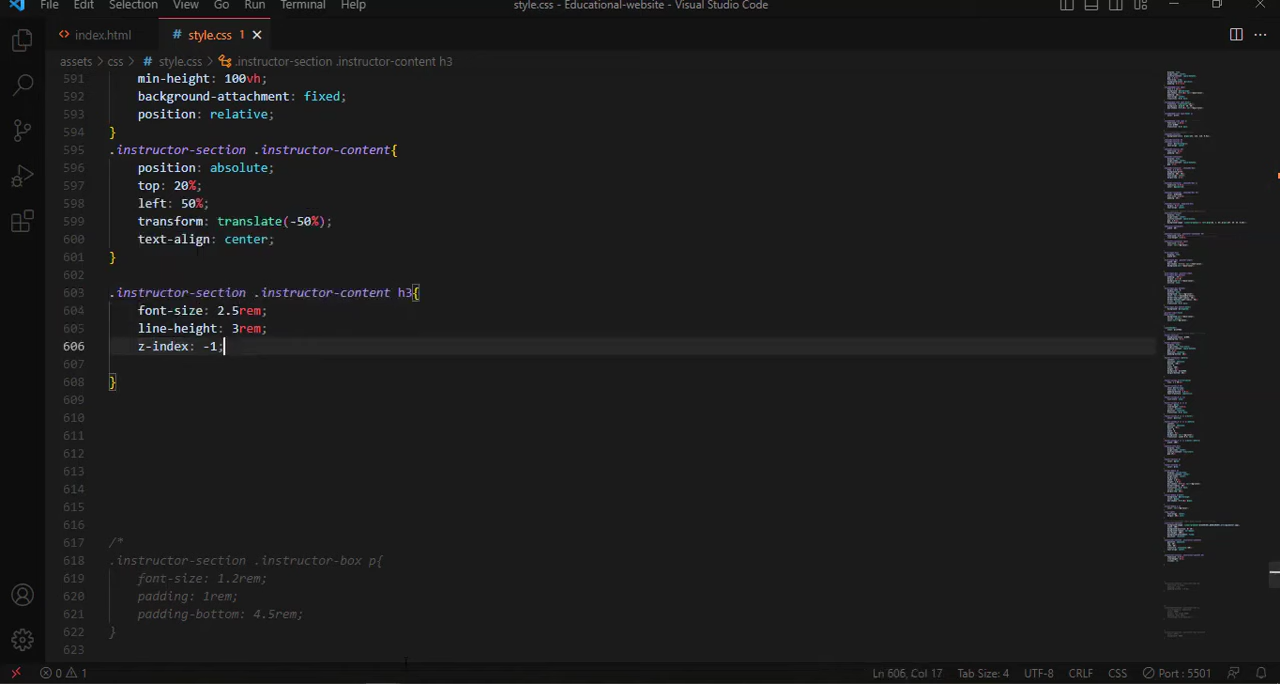 File Edit Selection View Go Run Terminal Help style.css - Educational-website - Visual Studio Code
index.html # style.css 1
assets > css > # style.css > .instructor-section .instructor-content h3
591 min-height: 100vh;
592 background-attachment: fixed;
593 position: relative;
594 }
595 .instructor-section .instructor-content{
596 position: absolute;
597 top: 20%;
598 left: 50%;
599 transform: translate(-50%);
600 text-align: center;
601 }
602
603 .instructor-section .instructor-content h3{
604 font-size: 2.5rem;
605 line-height: 3rem;
606 z-index: -1;
607
608 }
609
610
611
612
613
614
615
616
617 /*
618 .instructor-section .instructor-box p{
619 font-size: 1.2rem;
620 padding: 1rem;
621 padding-bottom: 4.5rem;
622 }
623
0 1 Ln 606, Col 17 Tab Size: 4 UTF-8 CRLF CSS Port : 5501